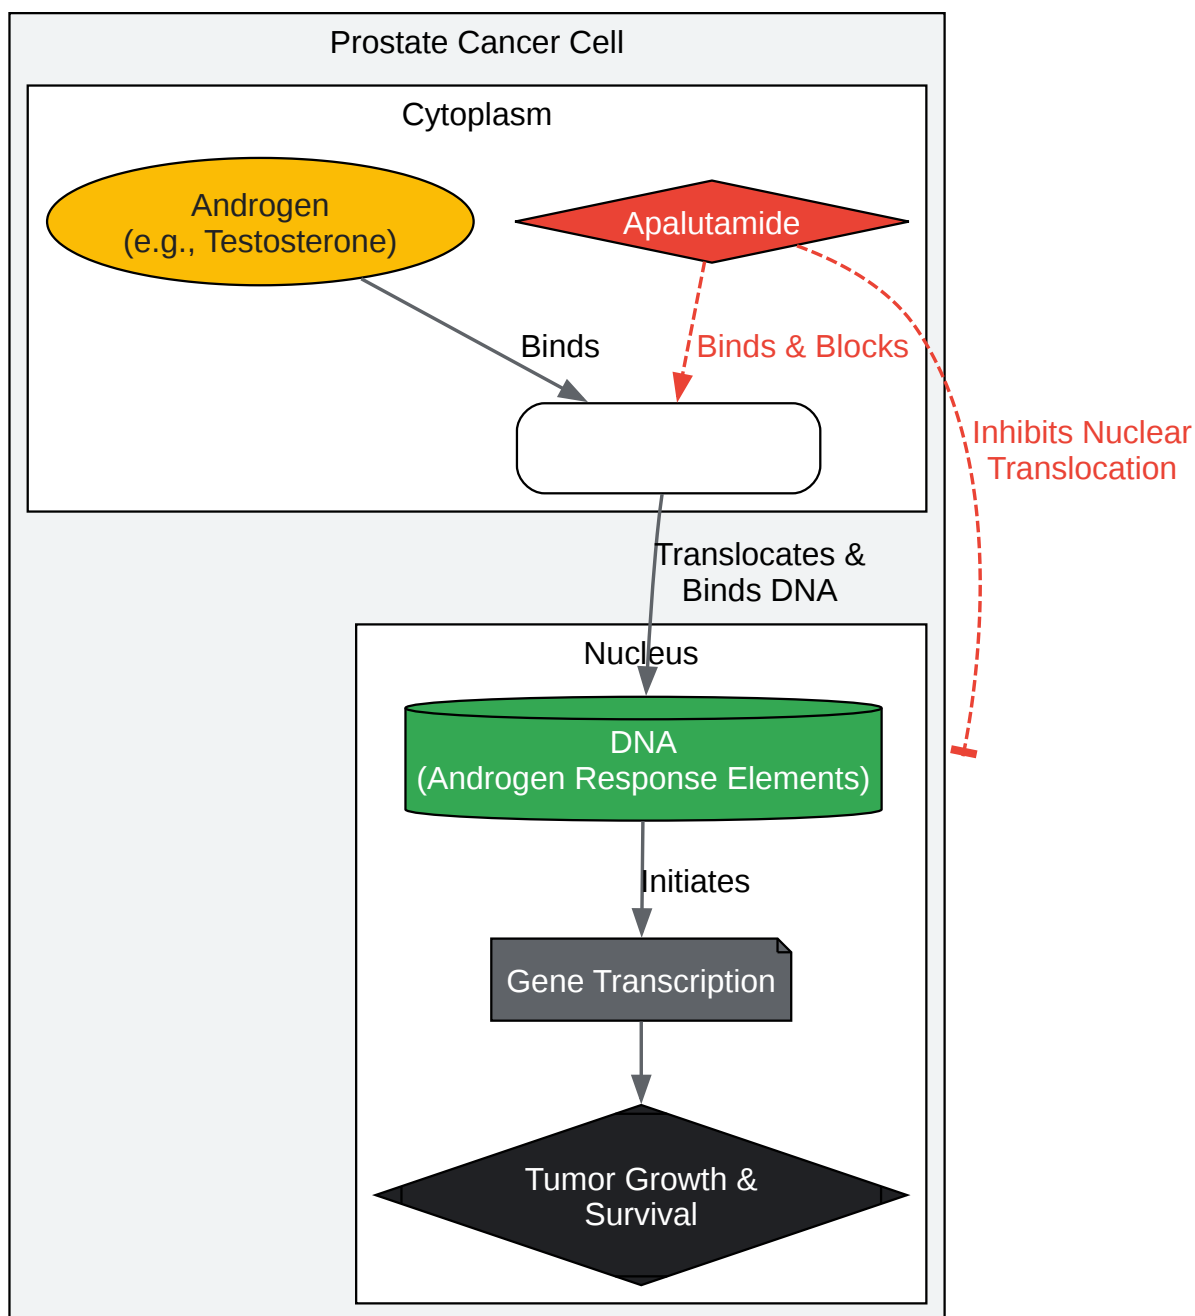 Prostate Cancer Cell
Cytoplasm
Androgen
(e.g., Testosterone)
Apalutamide
Binds
Binds & Blocks
Inhibits Nuclear
Translocation
Translocates &
Binds DNA
Nucleus
DNA
(Androgen Response Elements)
Initiates
Gene Transcription
Tumor Growth &
Survival